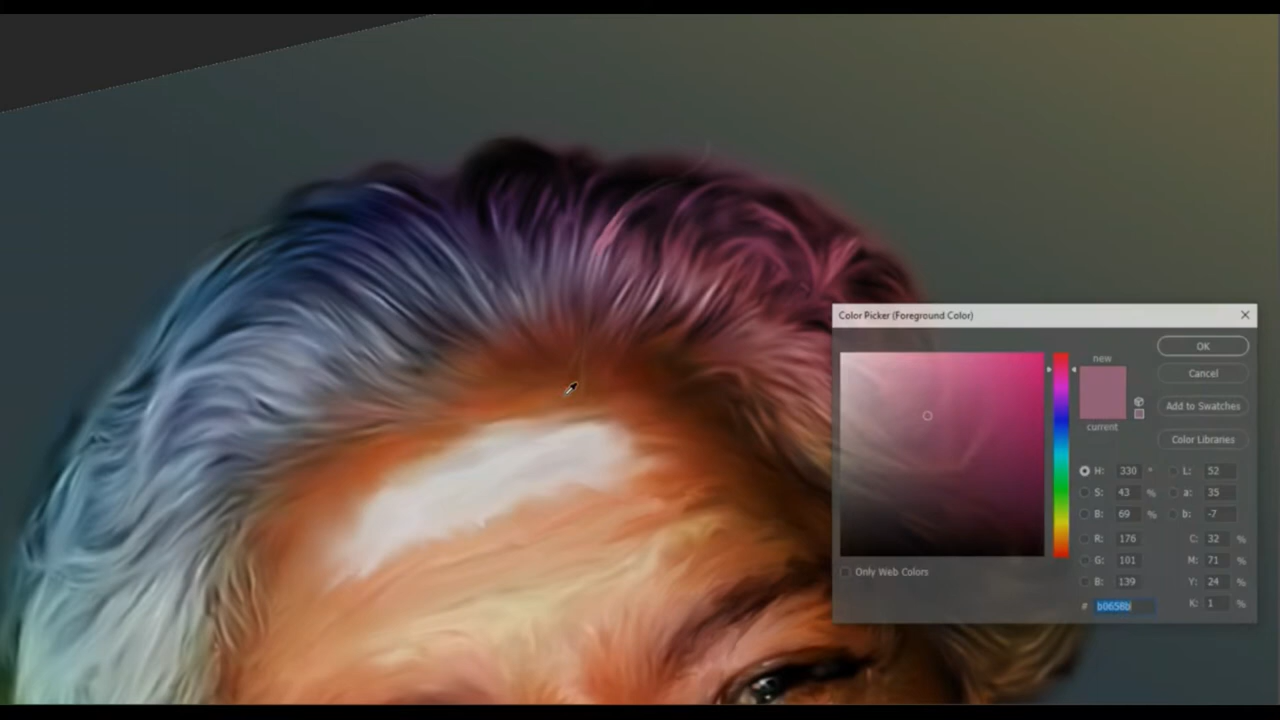 Color Picker (Foreground Color)
new
current
OK
Cancel
Add to Swatches
Color Libraries
H: 330 °
S: 43 %
B: 69 %
R: 176
G: 101
B: 139
# b0658b
L: 52
a: 35
b: -7
C: 32 %
M: 71 %
Y: 24 %
K: 1 %
Only Web Colors